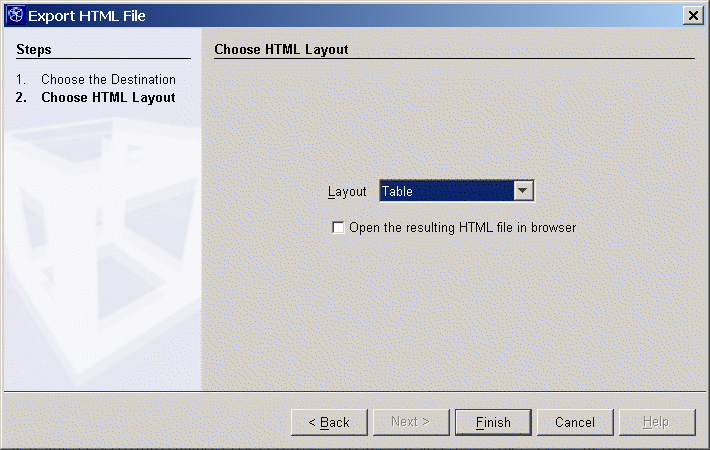 Export HTML File
Steps
1. Choose the Destination
2. Choose HTML Layout
Choose HTML Layout
Layout Table
Open the resulting HTML file in browser
< Back Next > Finish Cancel Help